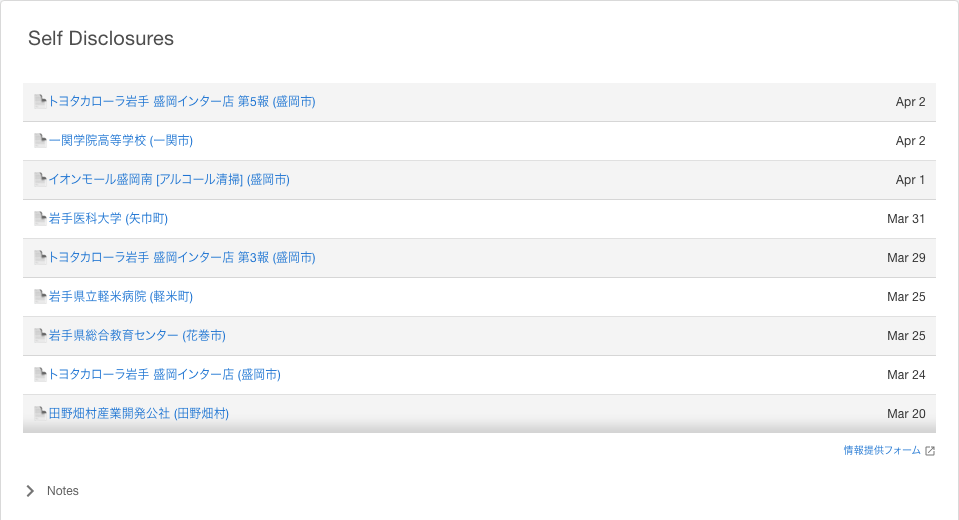 Self Disclosures
トヨタカローラ岩手 盛岡インター店 第5報 (盛岡市) Apr 2
一関学院高等学校 (一関市) Apr 2
イオンモール盛岡南 [アルコール清掃] (盛岡市) Apr 1
岩手医科大学 (矢巾町) Mar 31
トヨタカローラ岩手 盛岡インター店 第3報 (盛岡市) Mar 29
岩手県立軽米病院 (軽米町) Mar 25
岩手県総合教育センター (花巻市) Mar 25
トヨタカローラ岩手 盛岡インター店 (盛岡市) Mar 24
田野畑村産業開発公社 (田野畑村) Mar 20
情報提供フォーム
Notes